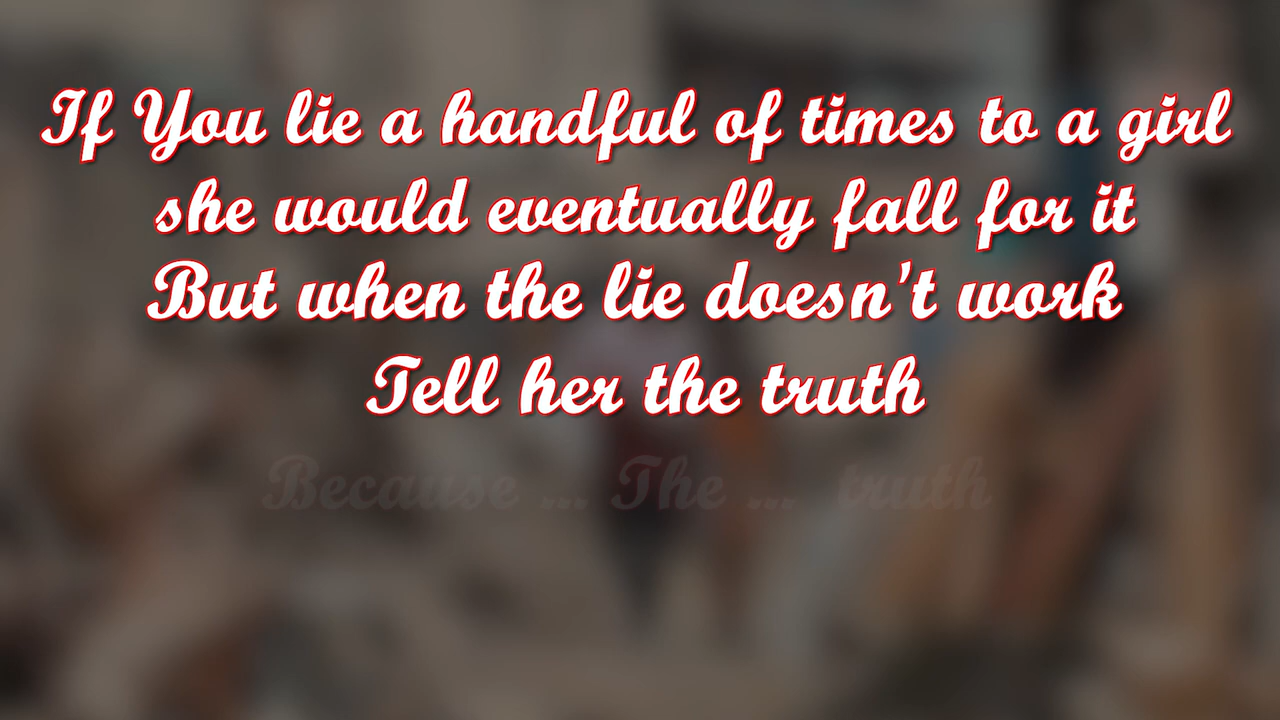 If You lie a handful of times to a girl
she would eventually fall for it
But when the lie doesn't work
Tell her the truth
Because ... The ... truth